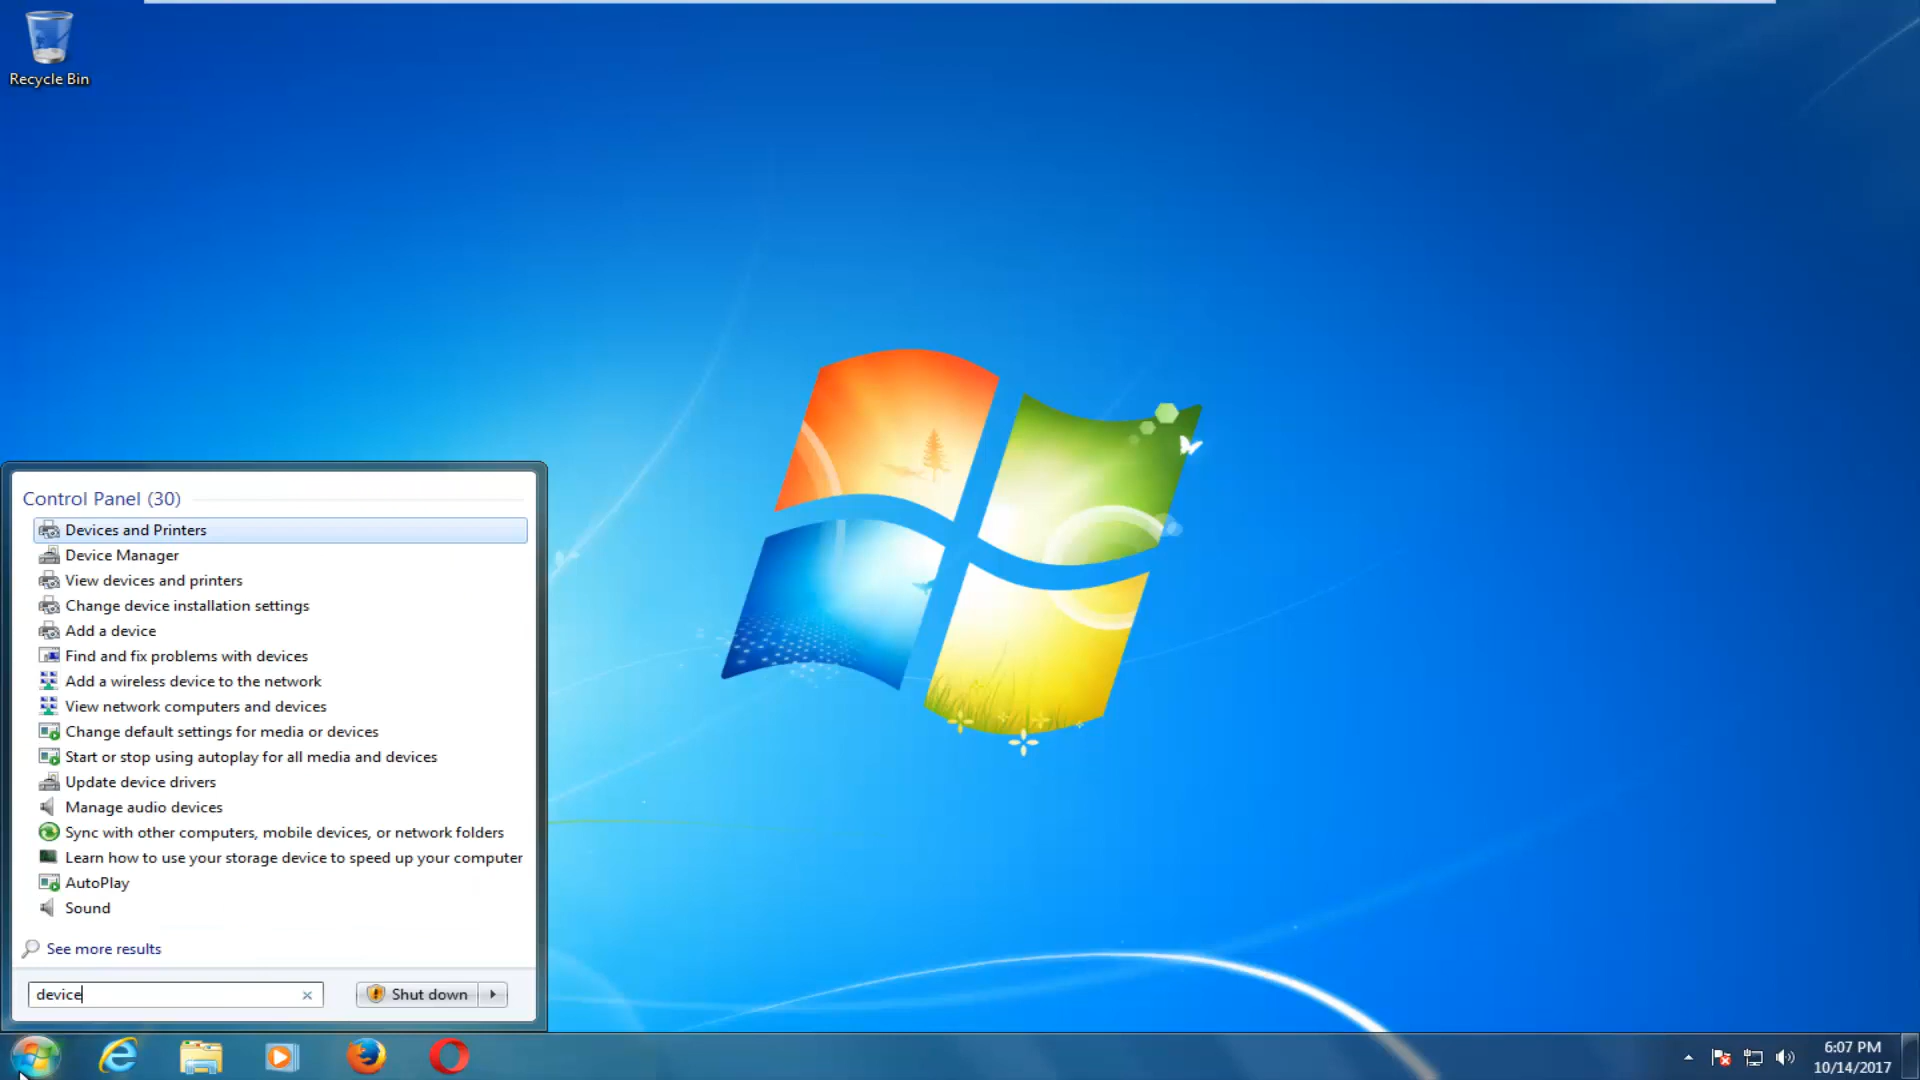 Recycle Bin
Control Panel (30)
Devices and Printers
Device Manager
View devices and printers
Change device installation settings
Add a device
Find and fix problems with devices
Add a wireless device to the network
View network computers and devices
Change default settings for media or devices
Start or stop using autoplay for all media and devices
Update device drivers
Manage audio devices
Sync with other computers, mobile devices, or network folders
Learn how to use your storage device to speed up your computer
AutoPlay
Sound
See more results
device
Shut down
6:07 PM
10/14/2017